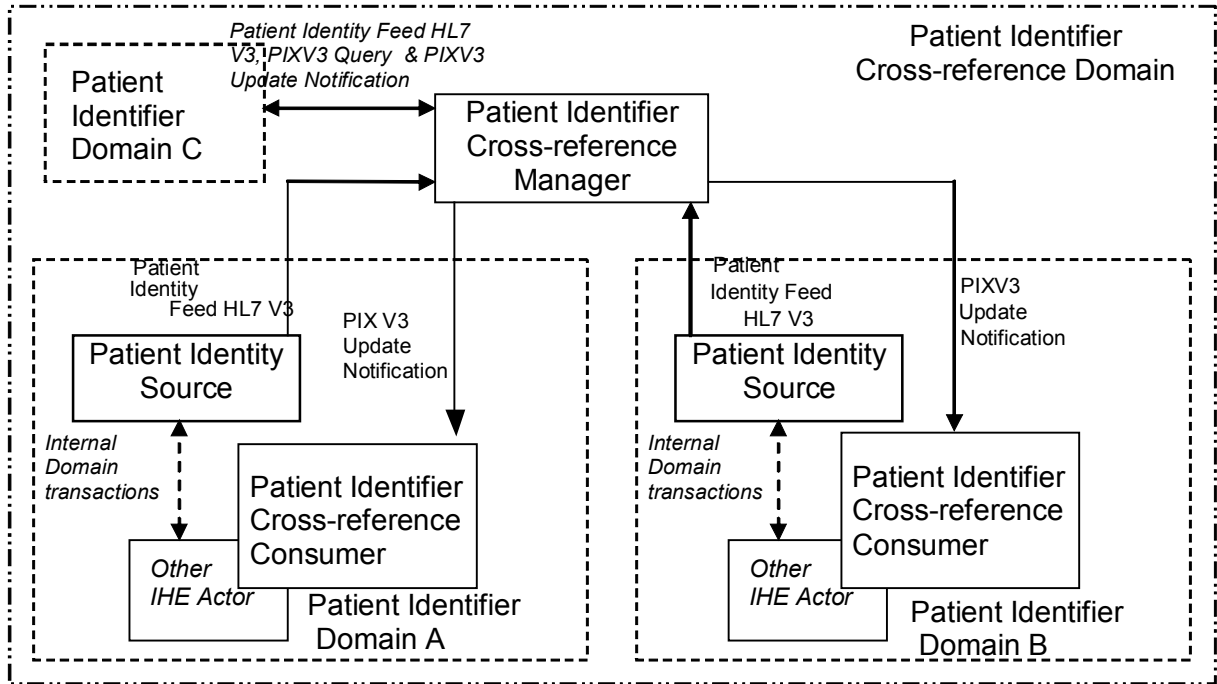 Patient Identity Feed HL7
V3, PIXV3 Query & PIXV3
Update Notification
Patient Identifier
Cross-reference Domain
Patient
Identifier
Domain C
Patient Identifier
Cross-reference
Manager
Patient
Identity
Feed HL7 V3
PIX V3
Update
Notification
Patient Identity
Source
Internal
Domain
transactions
Patient Identifier
Cross-reference
Consumer
Other
IHE Actor
Patient Identifier
Domain A
Patient
Identity Feed
HL7 V3
PIXV3
Update
Notification
Patient Identity
Source
Internal
Domain
transactions
Patient Identifier
Cross-reference
Consumer
Other
IHE Actor
Patient Identifier
Domain B